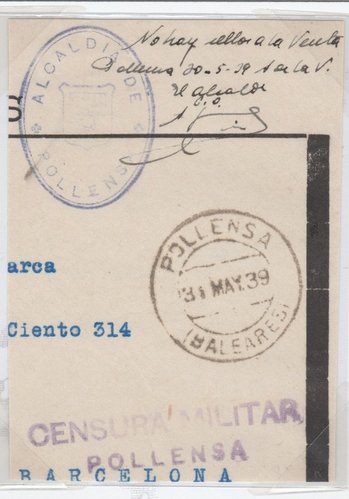 No hay sellos a la Venta
Pollensa 30-5-39 A de la V.
El Alcalde
ALCALDIA DE
POLLENSA
S
POLLENSA
31 MAY.39
(BALEARES)
arca
Ciento 314
CENSURA MILITAR
POLLENSA
BARCELONA